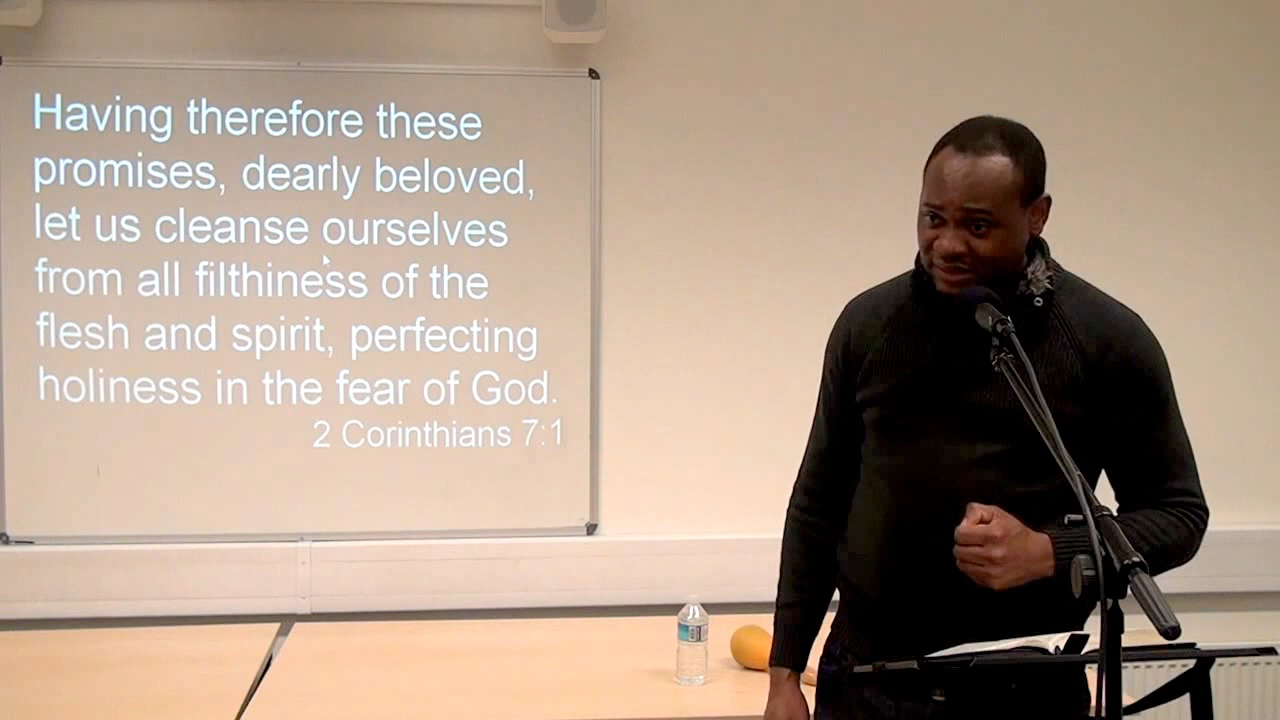 Having therefore these
promises, dearly beloved,
let us cleanse ourselves
from all filthiness of the
flesh and spirit, perfecting
holiness in the fear of God.
2 Corinthians 7:1